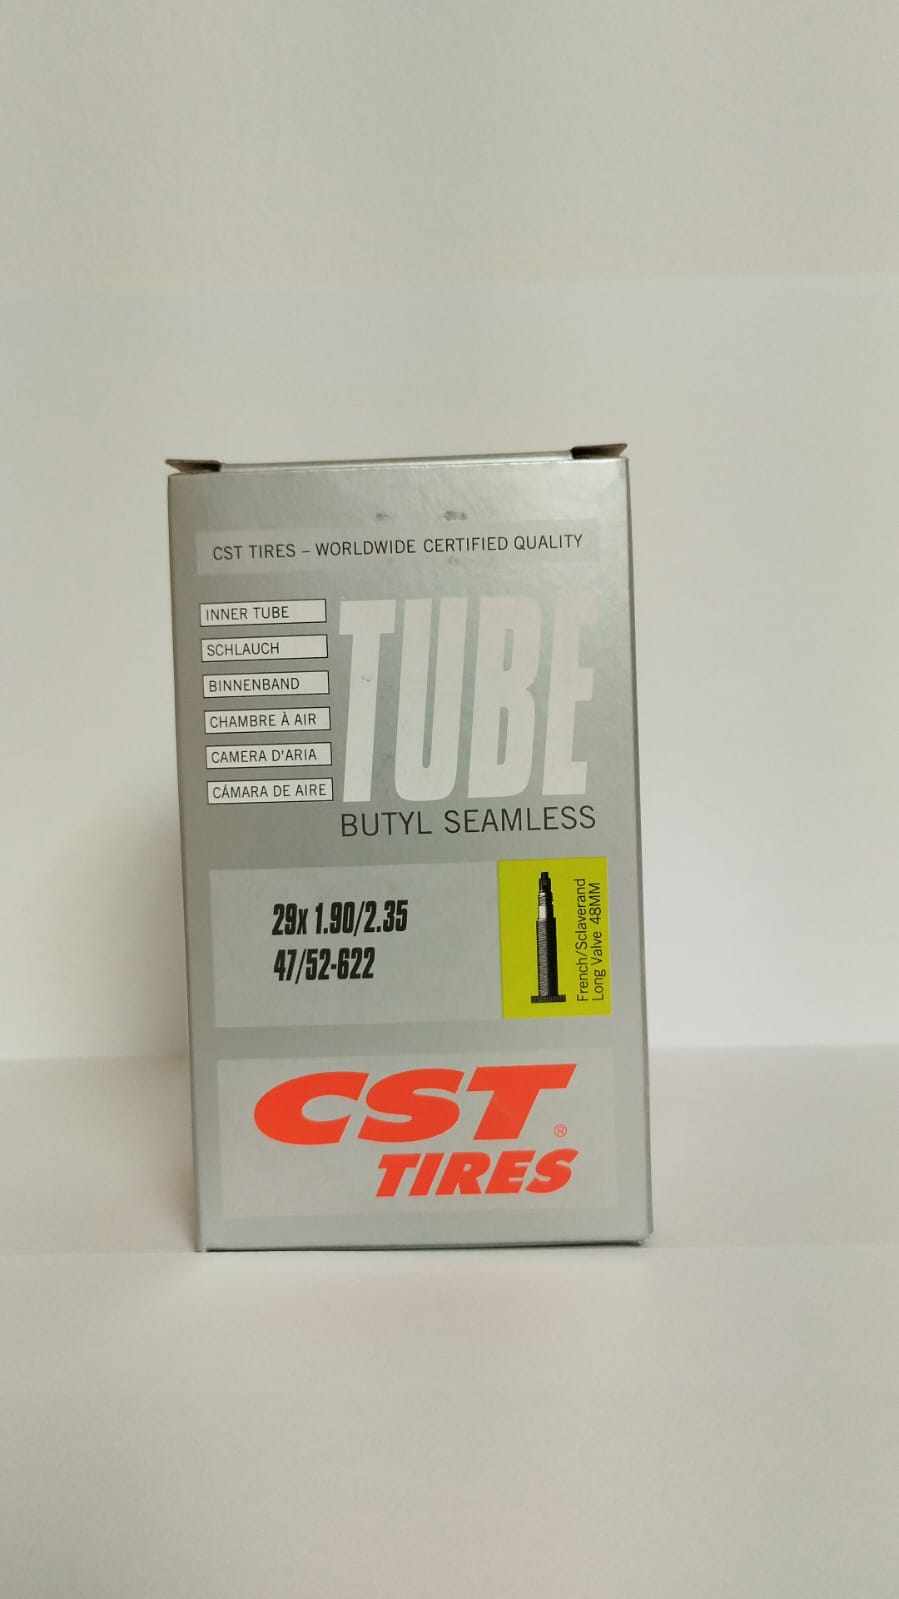 CST TIRES – WORLDWIDE CERTIFIED QUALITY
INNER TUBE
SCHLAUCH
BINNENBAND
CHAMBRE À AIR
CAMERA D'ARIA
CÁMARA DE AIRE
TUBE
BUTYL SEAMLESS
29x 1.90/2.35
47/52-622
French/Sclaverand
Long Valve 48MM
CST®
TIRES